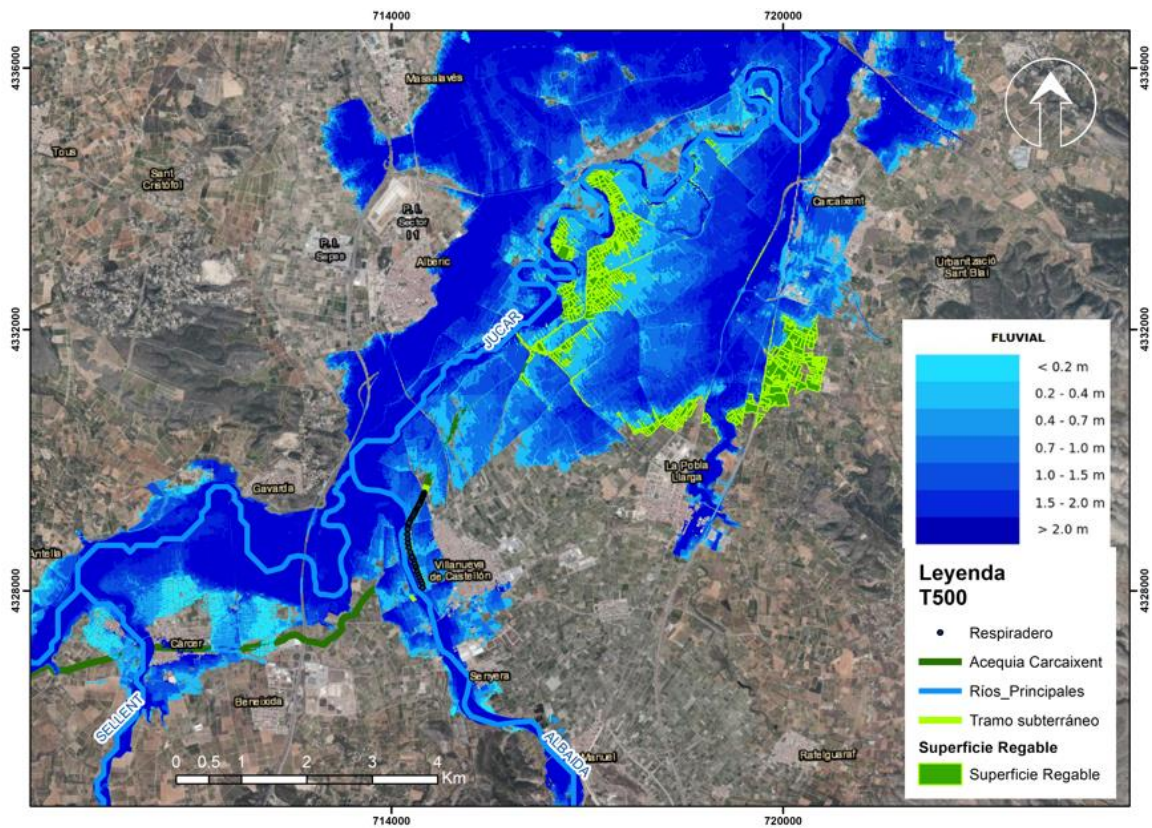 714000
720000
4336000
4336000
Massalavés
Tous
Sant
Cristòfol
P. I.
Sector
I 1
Carcaixent
P. I.
Sepes
Alberic
Urbanització
Sant Blai
4332000
4332000
JUCAR
FLUVIAL
< 0.2 m
0.2 - 0.4 m
0.4 - 0.7 m
0.7 - 1.0 m
1.0 - 1.5 m
1.5 - 2.0 m
> 2.0 m
La Pobla
Llarga
Gavarda
Antella
Villanueva
de Castellón
Leyenda
T500
4328000
4328000
Respiradero
Càrcer
Acequia Carcaixent
Senyera
Beneixida
Ríos_Principales
SELLENT
Tramo subterráneo
ALBAIDA
Manuel
Rafelguaraf
Superficie Regable
Superficie Regable
0 0.5 1 2 3 4
Km
714000
720000